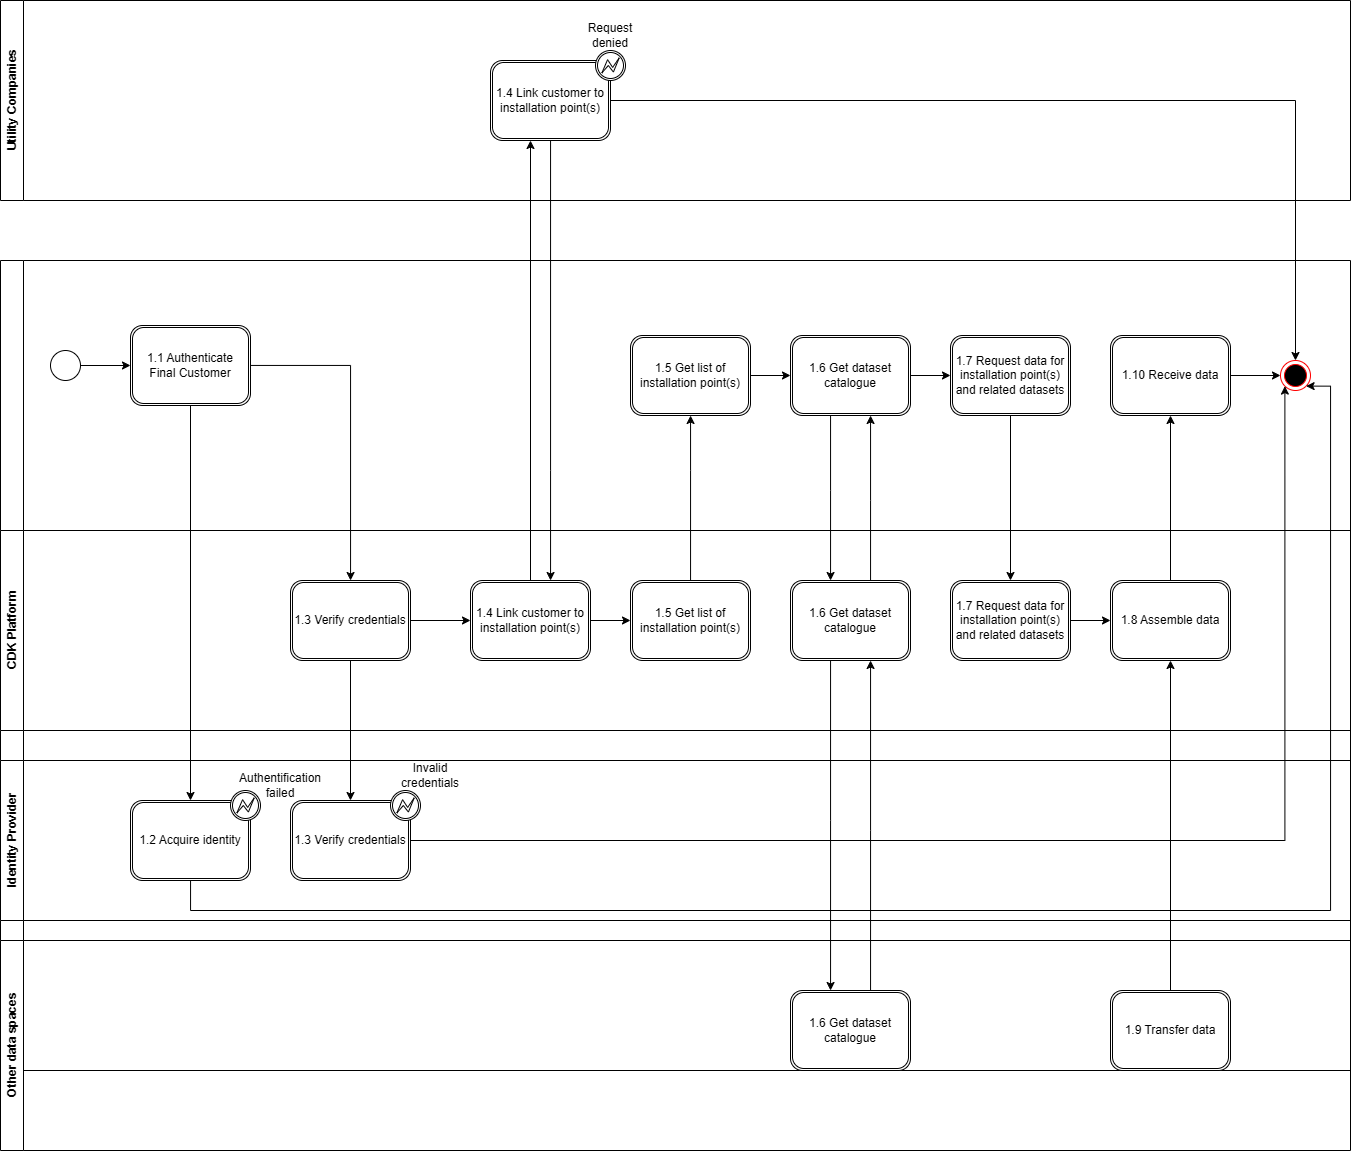 Utility Companies
Request
denied
1.4 Link customer to
installation point(s)
1.1 Authenticate
Final Customer
1.5 Get list of
installation point(s)
1.6 Get dataset
catalogue
1.7 Request data for
installation point(s)
and related datasets
1.10 Receive data
CDK Platform
1.3 Verify credentials
1.4 Link customer to
installation point(s)
1.5 Get list of
installation point(s)
1.6 Get dataset
catalogue
1.7 Request data for
installation point(s)
and related datasets
1.8 Assemble data
Identity Provider
Authentification
failed
1.2 Acquire identity
Invalid
credentials
1.3 Verify credentials
Other data spaces
1.6 Get dataset
catalogue
1.9 Transfer data